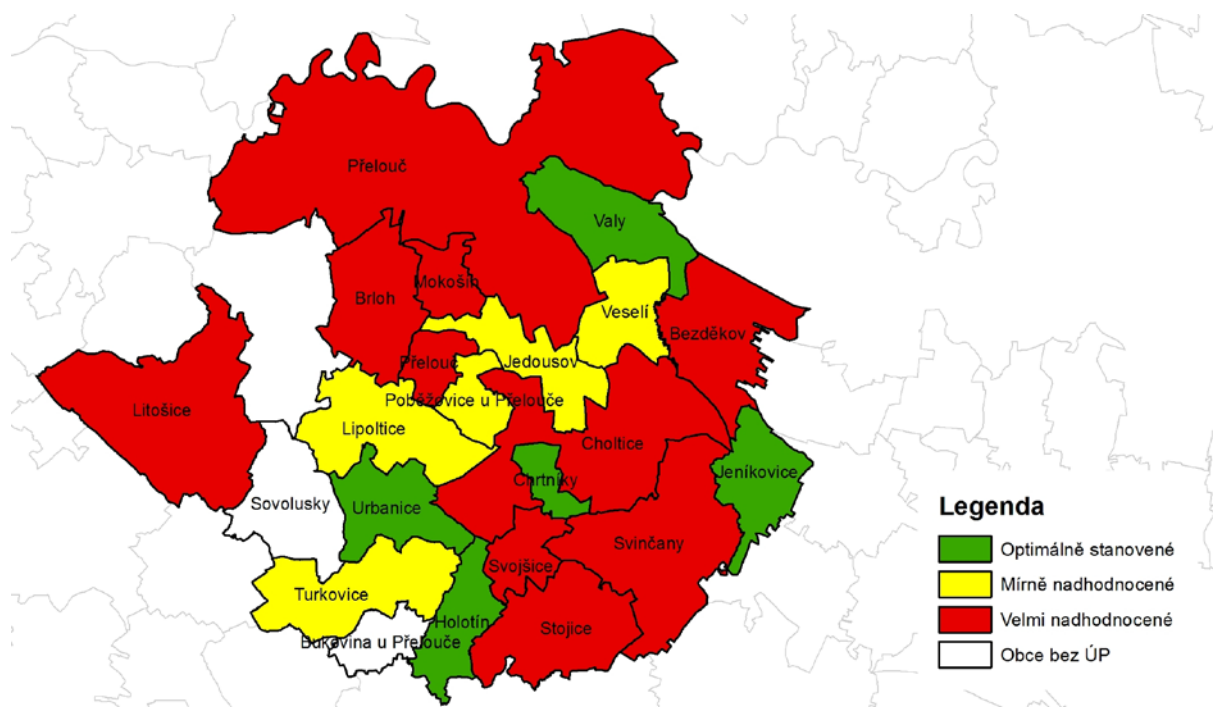 Přelouč
Valy
Mokošín
Brloh
Veselí
Bezděkov
Přelouč
Jedousov
Litošice
Poběžovice u Přelouče
Lipoltice
Choltice
Jeníkovice
Chrtníky
Sovolusky
Urbanice
Svinčany
Svojšice
Turkovice
Holotín
Stojice
Bukovina u Přelouče
Legenda
Optimálně stanovené
Mírně nadhodnocené
Velmi nadhodnocené
Obce bez ÚP